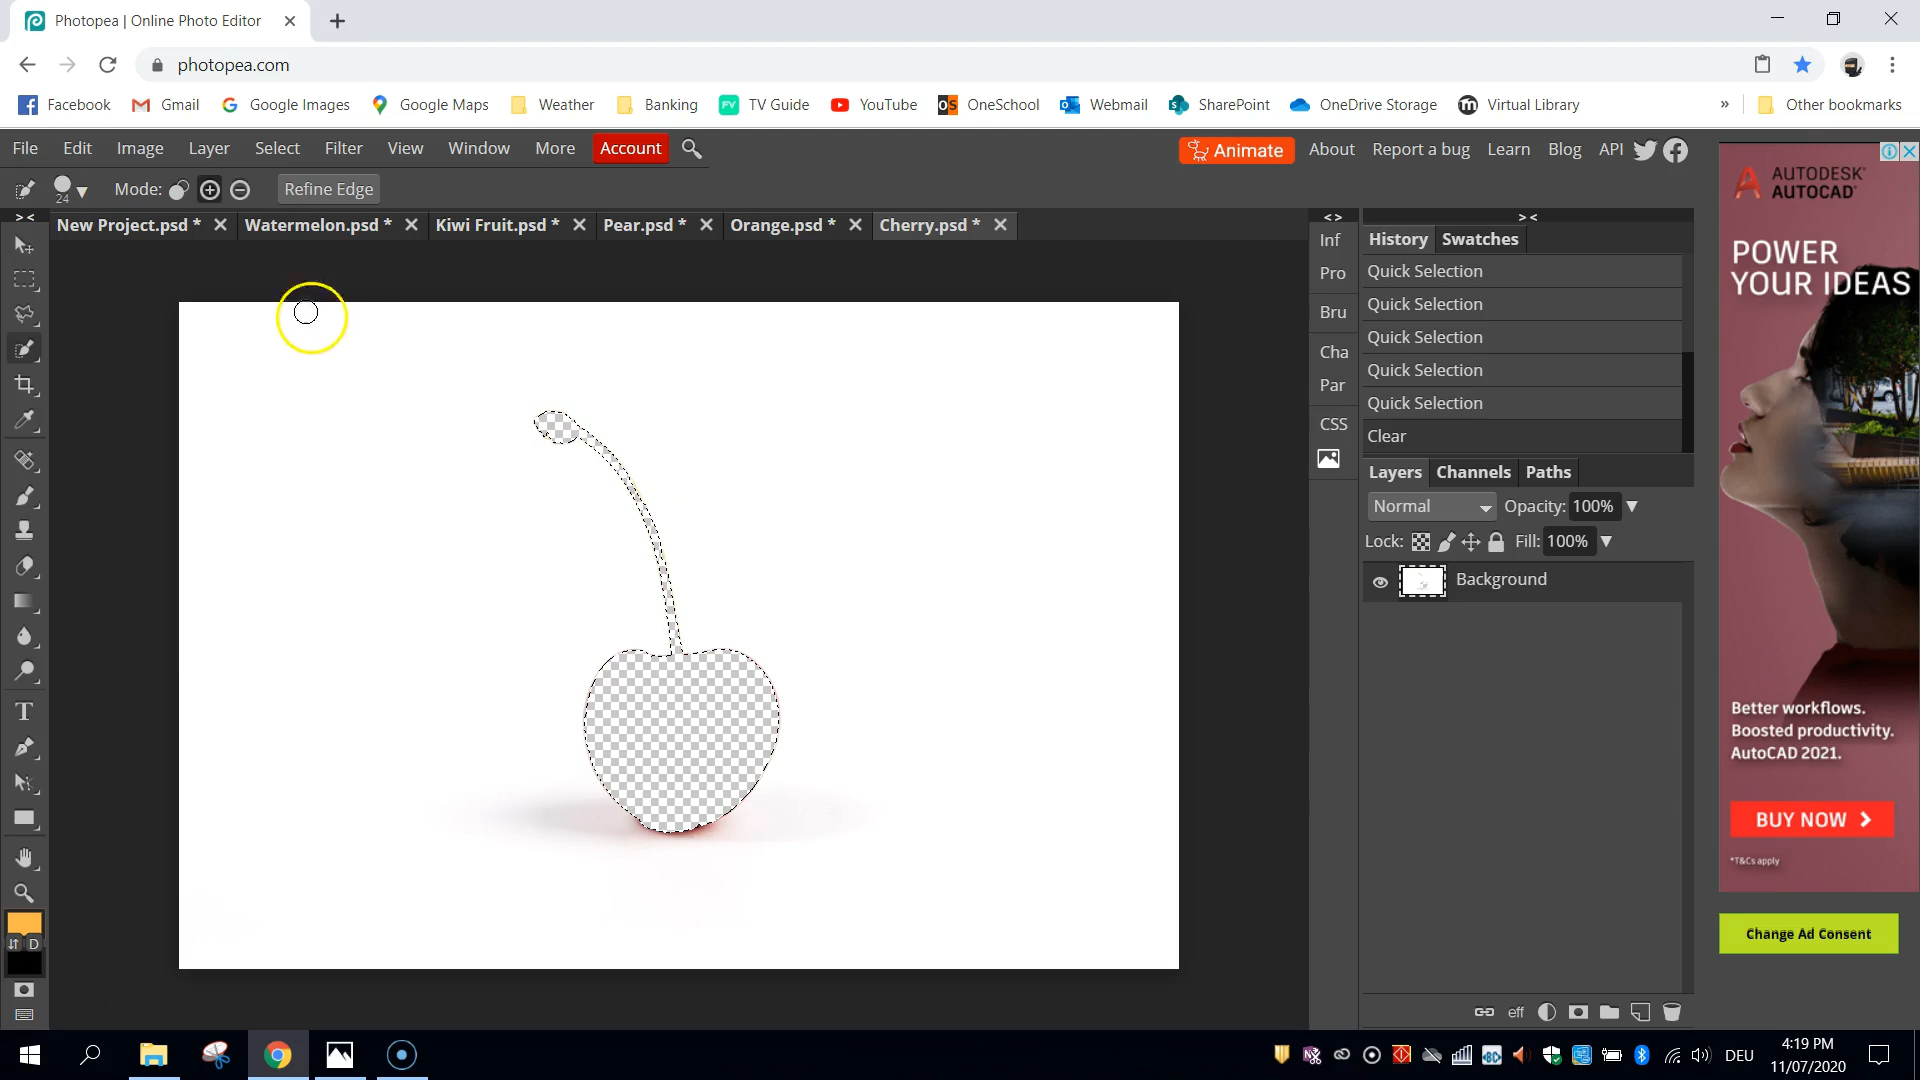 Photopea | Online Photo Editor
photopea.com
Facebook Gmail Google Images Google Maps Weather Banking TV Guide YouTube OneSchool Webmail SharePoint OneDrive Storage Virtual Library » Other bookmarks
File Edit Image Layer Select Filter View Window More Account
Animate About Report a bug Learn Blog API
24 Mode: Refine Edge
New Project.psd * Watermelon.psd * Kiwi Fruit.psd * Pear.psd * Orange.psd * Cherry.psd *
> <
< >
> <
Inf
Pro
Bru
Cha
Par
CSS
History Swatches
Quick Selection
Quick Selection
Quick Selection
Quick Selection
Quick Selection
Clear
Layers Channels Paths
Normal Opacity: 100%
Lock: Fill: 100%
Background
eff
D
AUTODESK®
AUTOCAD®
POWER
YOUR IDEAS
Better workflows.
Boosted productivity.
AutoCAD 2021.
BUY NOW
*T&Cs apply
Change Ad Consent
DEU
4:19 PM
11/07/2020